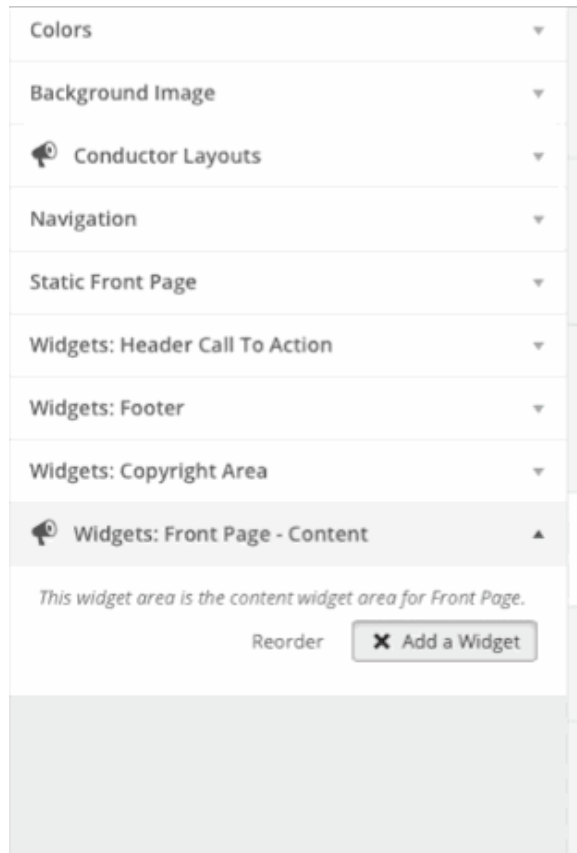 Colors
Background Image
Conductor Layouts
Navigation
Static Front Page
Widgets: Header Call To Action
Widgets: Footer
Widgets: Copyright Area
Widgets: Front Page - Content
This widget area is the content widget area for Front Page.
Reorder Add a Widget